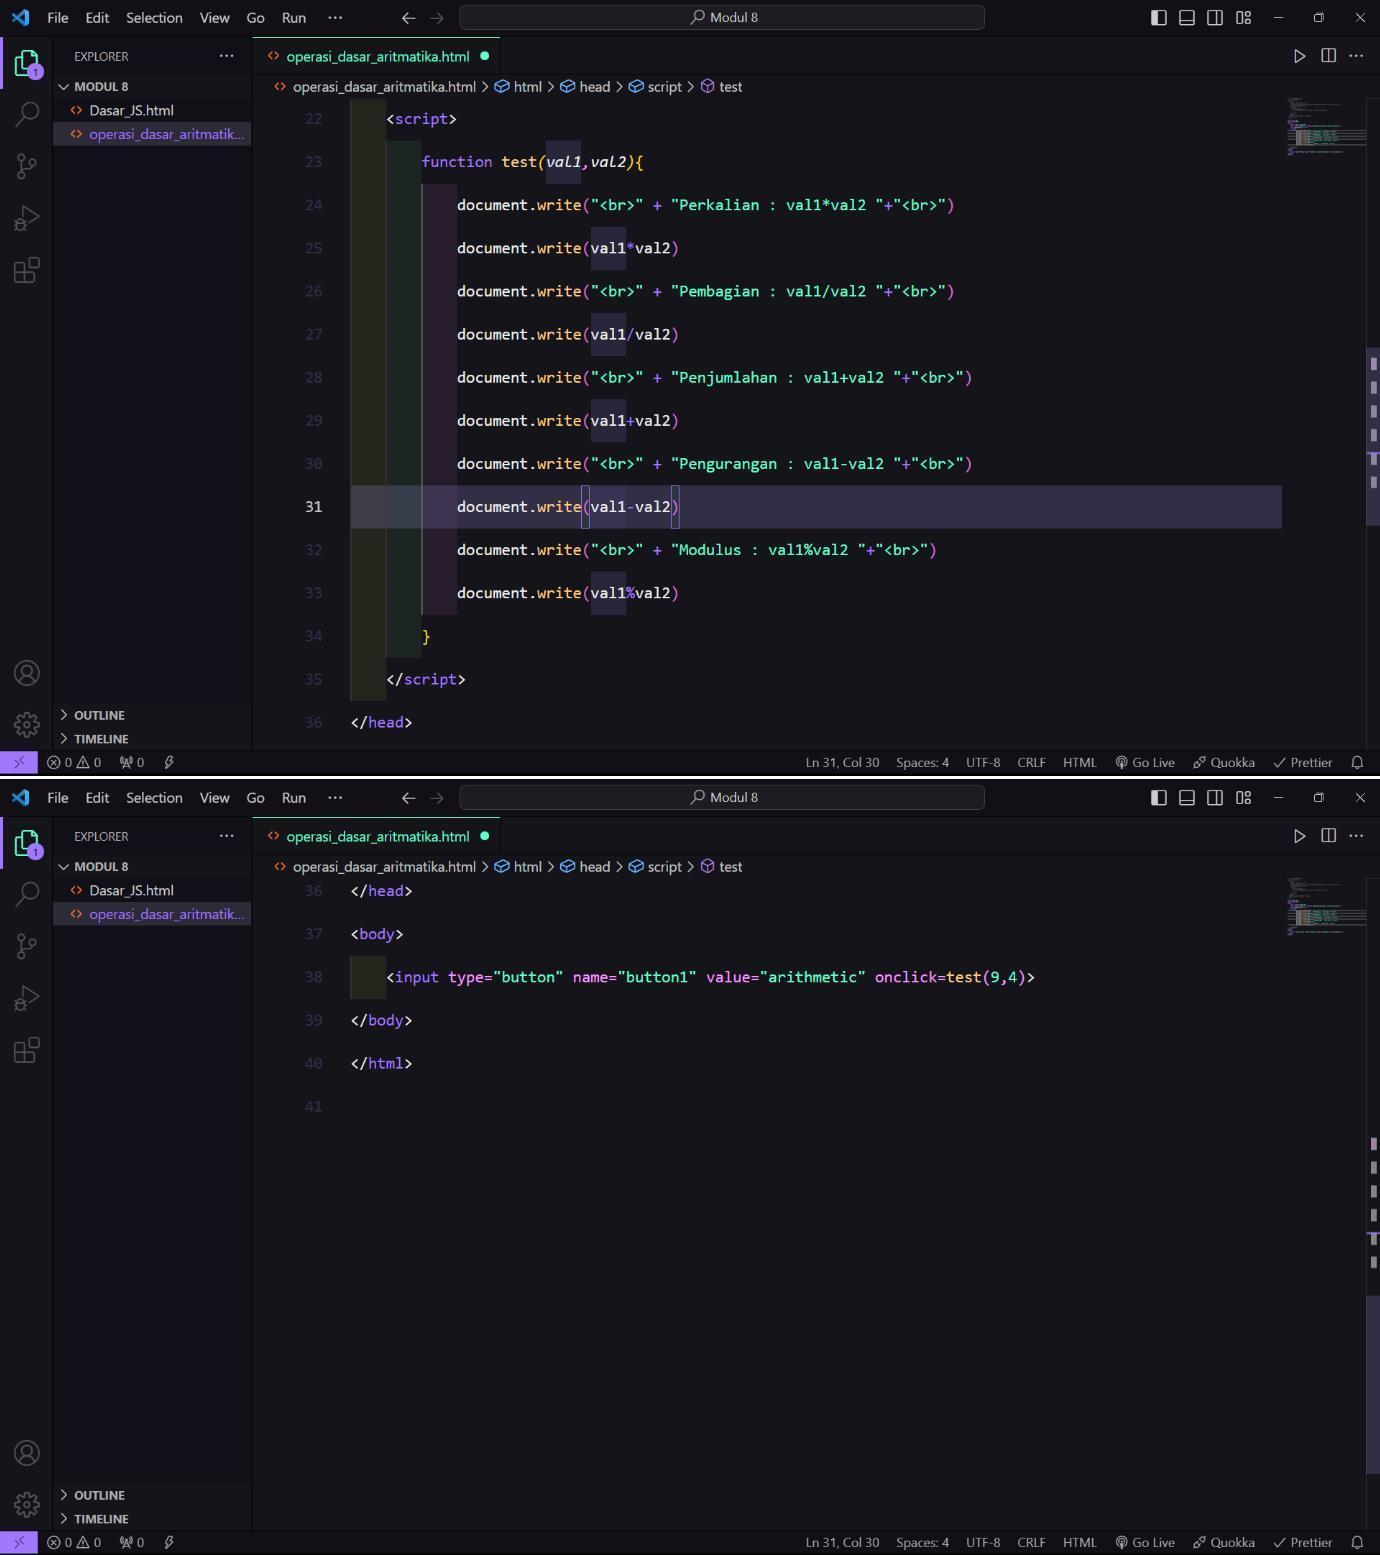 File Edit Selection View Go Run ··· Modul 8
EXPLORER ···
operasi_dasar_aritmatika.html
MODUL 8
operasi_dasar_aritmatika.html > html > head > script > test
Dasar_JS.html
operasi_dasar_aritmatik...
1
22 <script>
23 function test(val1,val2){
24 document.write("<br>" + "Perkalian : val1*val2 "+"<br>")
25 document.write(val1*val2)
26 document.write("<br>" + "Pembagian : val1/val2 "+"<br>")
27 document.write(val1/val2)
28 document.write("<br>" + "Penjumlahan : val1+val2 "+"<br>")
29 document.write(val1+val2)
30 document.write("<br>" + "Pengurangan : val1-val2 "+"<br>")
31 document.write(val1-val2)
32 document.write("<br>" + "Modulus : val1%val2 "+"<br>")
33 document.write(val1%val2)
34 }
35 </script>
36 </head>
OUTLINE
TIMELINE
0 0 0 Ln 31, Col 30 Spaces: 4 UTF-8 CRLF HTML Go Live Quokka Prettier
File Edit Selection View Go Run ··· Modul 8
EXPLORER ···
operasi_dasar_aritmatika.html
MODUL 8
operasi_dasar_aritmatika.html > html > head > script > test
Dasar_JS.html
operasi_dasar_aritmatik...
1
36 </head>
37 <body>
38 <input type="button" name="button1" value="arithmetic" onclick=test(9,4)>
39 </body>
40 </html>
41
OUTLINE
TIMELINE
0 0 0 Ln 31, Col 30 Spaces: 4 UTF-8 CRLF HTML Go Live Quokka Prettier